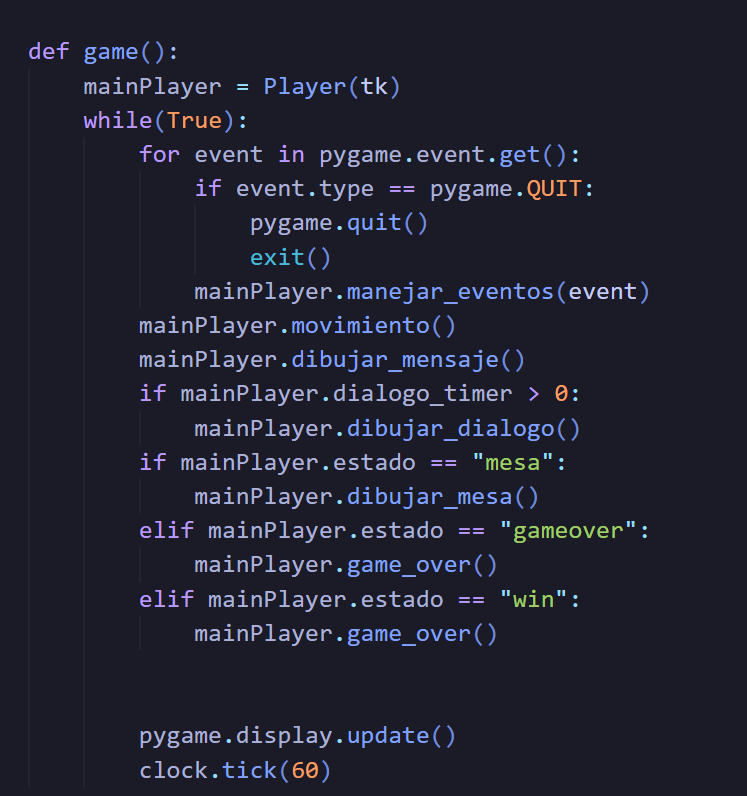 def game():
    mainPlayer = Player(tk)
    while(True):
        for event in pygame.event.get():
            if event.type == pygame.QUIT:
                pygame.quit()
                exit()
            mainPlayer.manejar_eventos(event)
        mainPlayer.movimiento()
        mainPlayer.dibujar_mensaje()
        if mainPlayer.dialogo_timer > 0:
            mainPlayer.dibujar_dialogo()
        if mainPlayer.estado == "mesa":
            mainPlayer.dibujar_mesa()
        elif mainPlayer.estado == "gameover":
            mainPlayer.game_over()
        elif mainPlayer.estado == "win":
            mainPlayer.game_over()
        pygame.display.update()
        clock.tick(60)